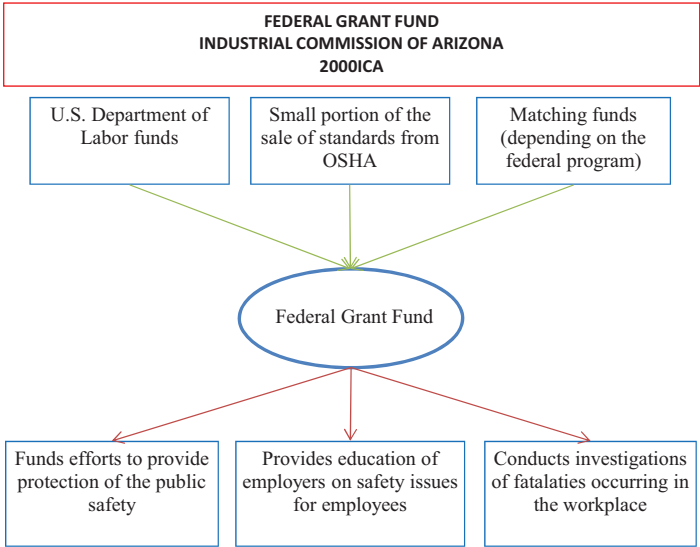 FEDERAL GRANT FUND
INDUSTRIAL COMMISSION OF ARIZONA
2000ICA
U.S. Department of
Labor funds
Small portion of the
sale of standards from
OSHA
Matching funds
(depending on the
federal program)
Federal Grant Fund
Funds efforts to provide
protection of the public
safety
Provides education of
employers on safety issues
for employees
Conducts investigations
of fatalaties occurring in
the workplace